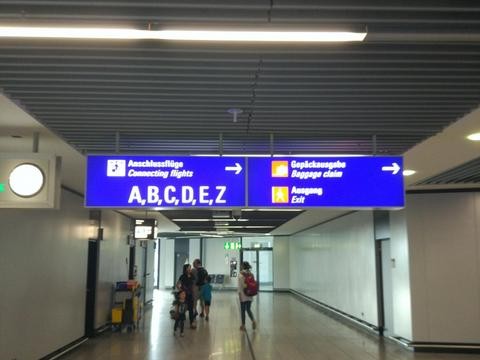 Anschlussflüge
Connecting flights
A,B,C,D,E,Z
Gepäckausgabe
Baggage claim
Ausgang
Exit